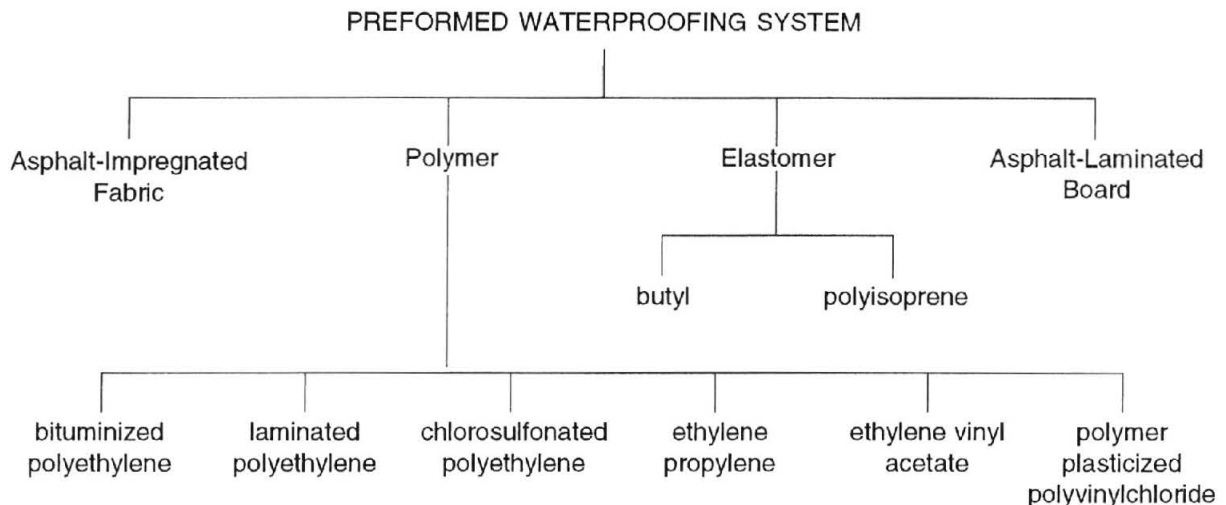 PREFORMED WATERPROOFING SYSTEM
Asphalt-Impregnated
Fabric
Polymer
Elastomer
Asphalt-Laminated
Board
butyl
polyisoprene
bituminized
polyethylene
laminated
polyethylene
chlorosulfonated
polyethylene
ethylene
propylene
ethylene vinyl
acetate
polymer
plasticized
polyvinylchloride